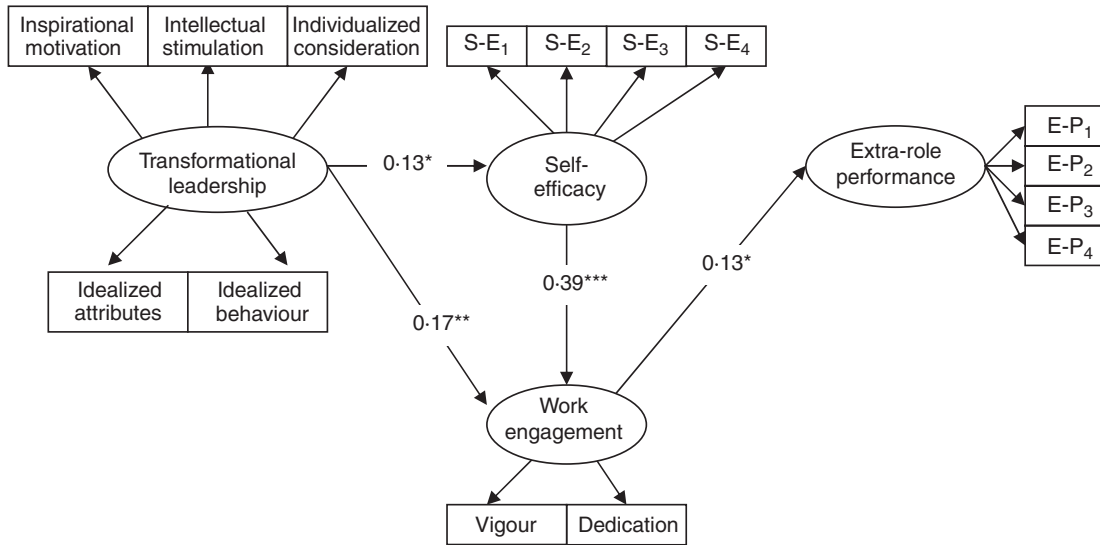 Inspirational
motivation
Intellectual
stimulation
Individualized
consideration
S-E₁
S-E₂
S-E₃
S-E₄
E-P₁
E-P₂
E-P₃
E-P₄
Transformational
leadership
0·13*
Self-
efficacy
Extra-role
performance
Idealized
attributes
Idealized
behaviour
0·17**
0·39***
0·13*
Work
engagement
Vigour
Dedication